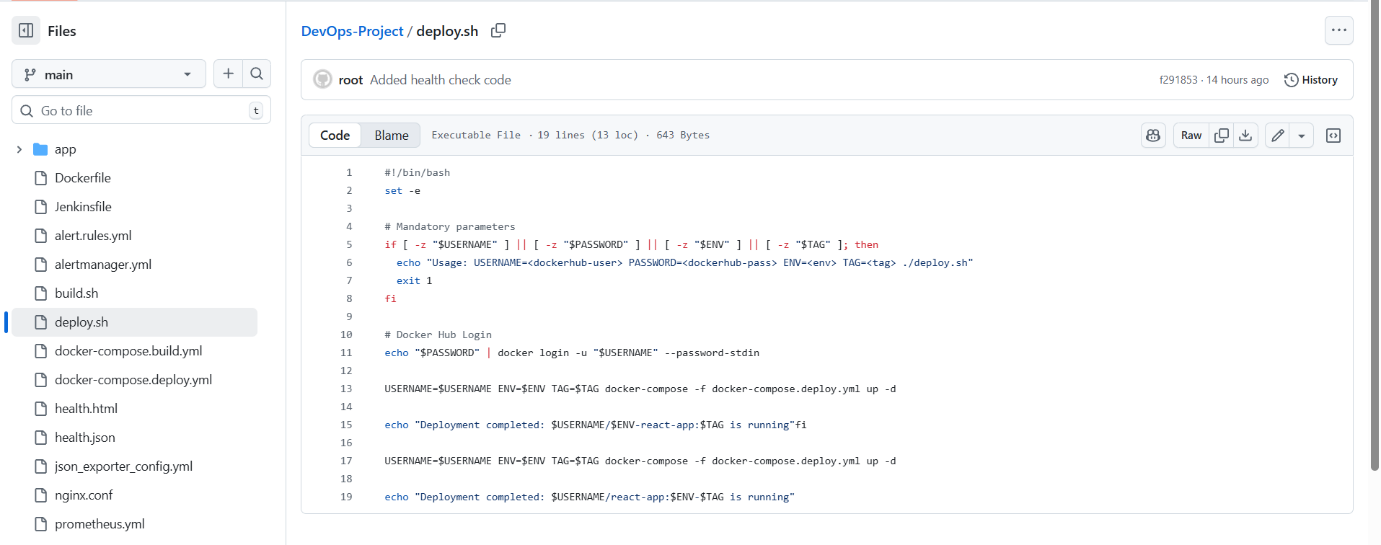 Files
main
Go to file
t
app
Dockerfile
Jenkinsfile
alert.rules.yml
alertmanager.yml
build.sh
deploy.sh
docker-compose.build.yml
docker-compose.deploy.yml
health.html
health.json
json_exporter_config.yml
nginx.conf
prometheus.yml
DevOps-Project / deploy.sh
root Added health check code
f291853 · 14 hours ago History
Code Blame Executable File · 19 lines (13 loc) · 643 Bytes Raw
1 #!/bin/bash
2 set -e
3
4 # Mandatory parameters
5 if [ -z "$USERNAME" ] || [ -z "$PASSWORD" ] || [ -z "$ENV" ] || [ -z "$TAG" ]; then
6 echo "Usage: USERNAME=<dockerhub-user> PASSWORD=<dockerhub-pass> ENV=<env> TAG=<tag> ./deploy.sh"
7 exit 1
8 fi
9
10 # Docker Hub Login
11 echo "$PASSWORD" | docker login -u "$USERNAME" --password-stdin
12
13 USERNAME=$USERNAME ENV=$ENV TAG=$TAG docker-compose -f docker-compose.deploy.yml up -d
14
15 echo "Deployment completed: $USERNAME/$ENV-react-app:$TAG is running"fi
16
17 USERNAME=$USERNAME ENV=$ENV TAG=$TAG docker-compose -f docker-compose.deploy.yml up -d
18
19 echo "Deployment completed: $USERNAME/react-app:$ENV-$TAG is running"